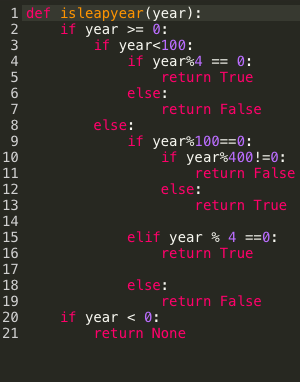 1 def isleapyear(year):
2     if year >= 0:
3         if year<100:
4             if year%4 == 0:
5                 return True
6             else:
7                 return False
8         else:
9             if year%100==0:
10                 if year%400!=0:
11                     return False
12                 else:
13                     return True
14
15             elif year % 4 ==0:
16                 return True
17
18             else:
19                 return False
20     if year < 0:
21         return None